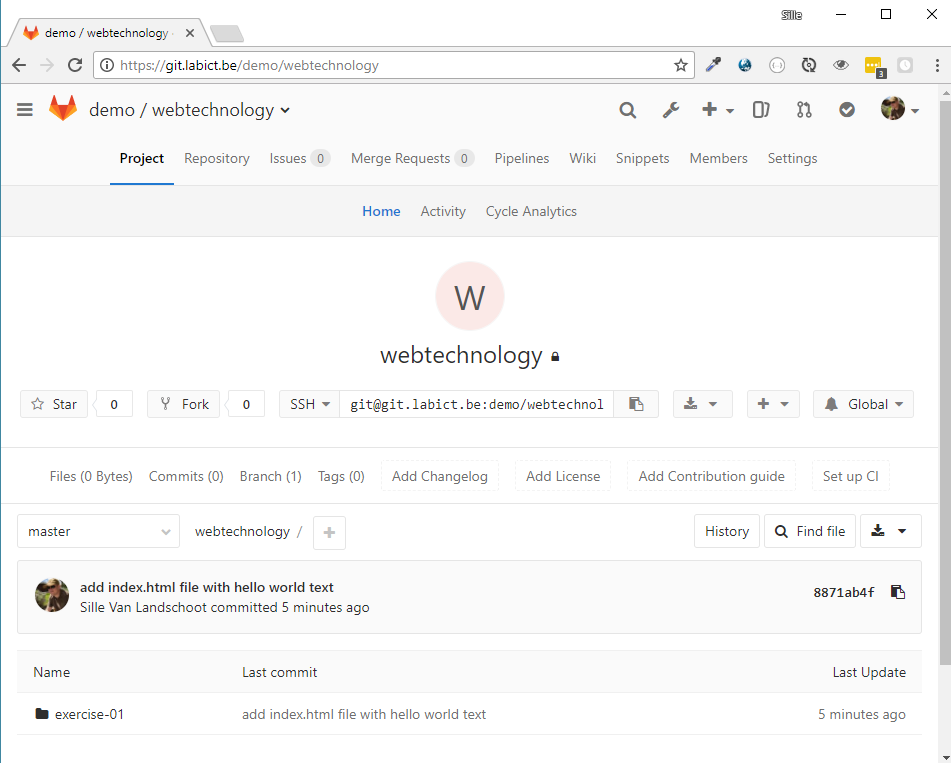 Sille
demo / webtechnology
https://git.labict.be/demo/webtechnology
3
demo / webtechnology
Project Repository Issues 0 Merge Requests 0 Pipelines Wiki Snippets Members Settings
Home Activity Cycle Analytics
W
webtechnology
Star 0 Fork 0 SSH git@git.labict.be:demo/webtechnol Global
Files (0 Bytes) Commits (0) Branch (1) Tags (0) Add Changelog Add License Add Contribution guide Set up CI
master webtechnology / + History Find file
add index.html file with hello world text
Sille Van Landschoot committed 5 minutes ago
8871ab4f
Name Last commit Last Update
exercise-01 add index.html file with hello world text 5 minutes ago